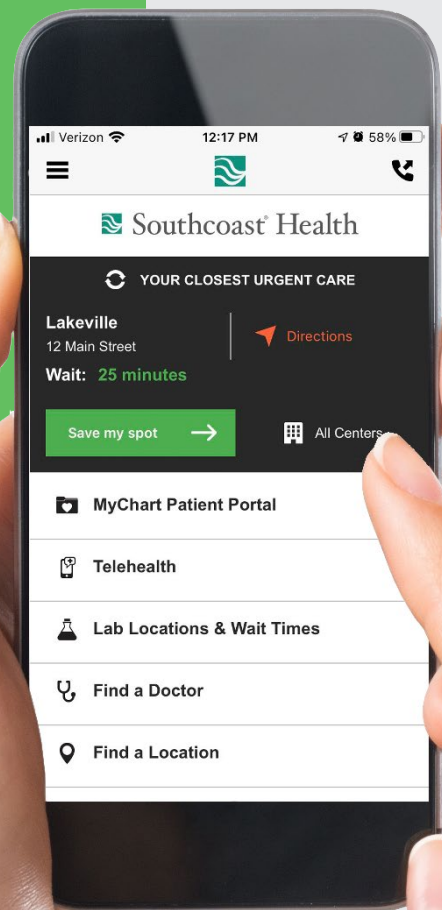 Verizon 12:17 PM 58%
Southcoast® Health
YOUR CLOSEST URGENT CARE
Lakeville
12 Main Street
Directions
Wait: 25 minutes
Save my spot
All Centers
MyChart Patient Portal
Telehealth
Lab Locations & Wait Times
Find a Doctor
Find a Location